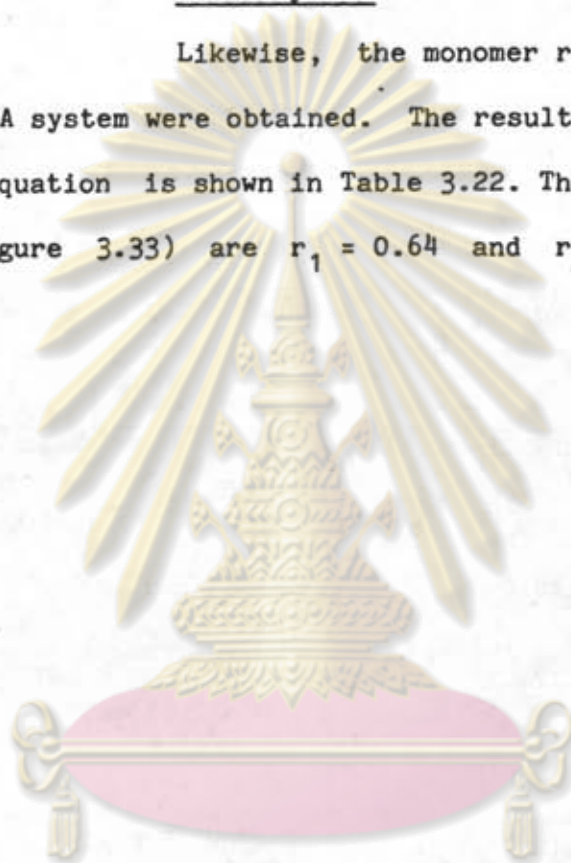 Likewise, the monomer r
A system were obtained. The result
quation is shown in Table 3.22. Th
gure 3.33) are r₁ = 0.64 and r